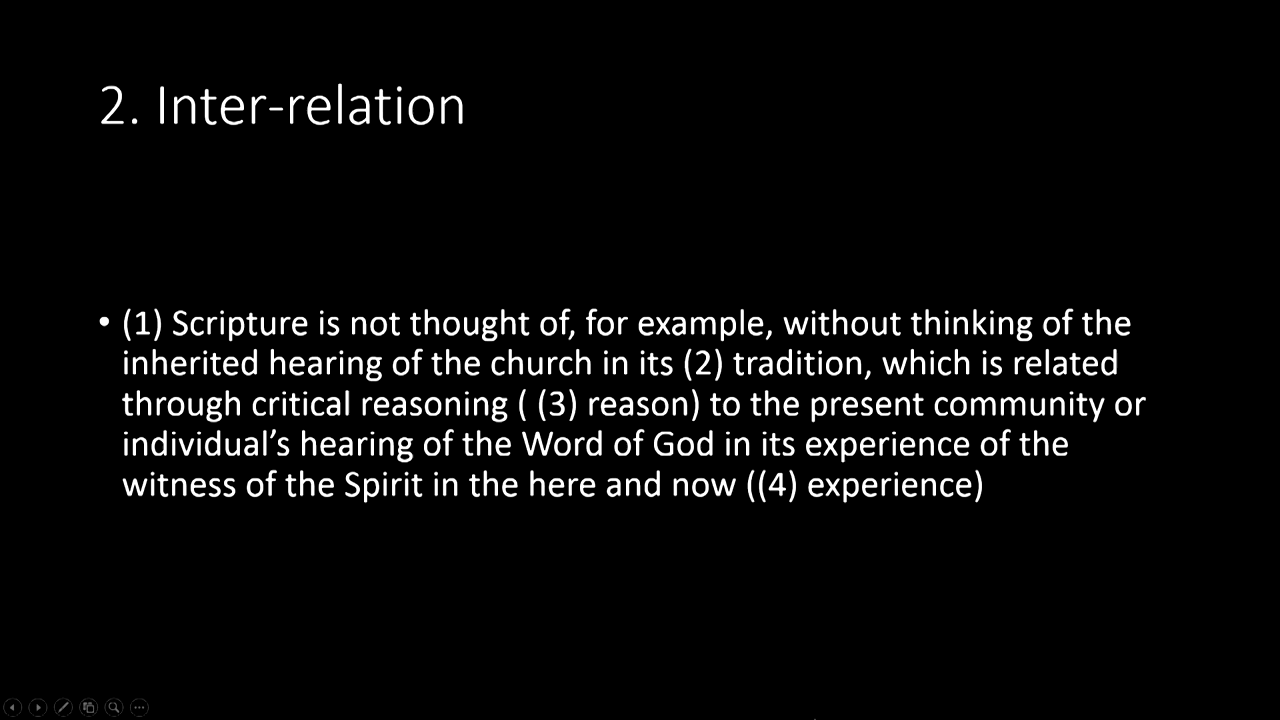 2. Inter-relation
• (1) Scripture is not thought of, for example, without thinking of the
inherited hearing of the church in its (2) tradition, which is related
through critical reasoning ( (3) reason) to the present community or
individual’s hearing of the Word of God in its experience of the
witness of the Spirit in the here and now ((4) experience)